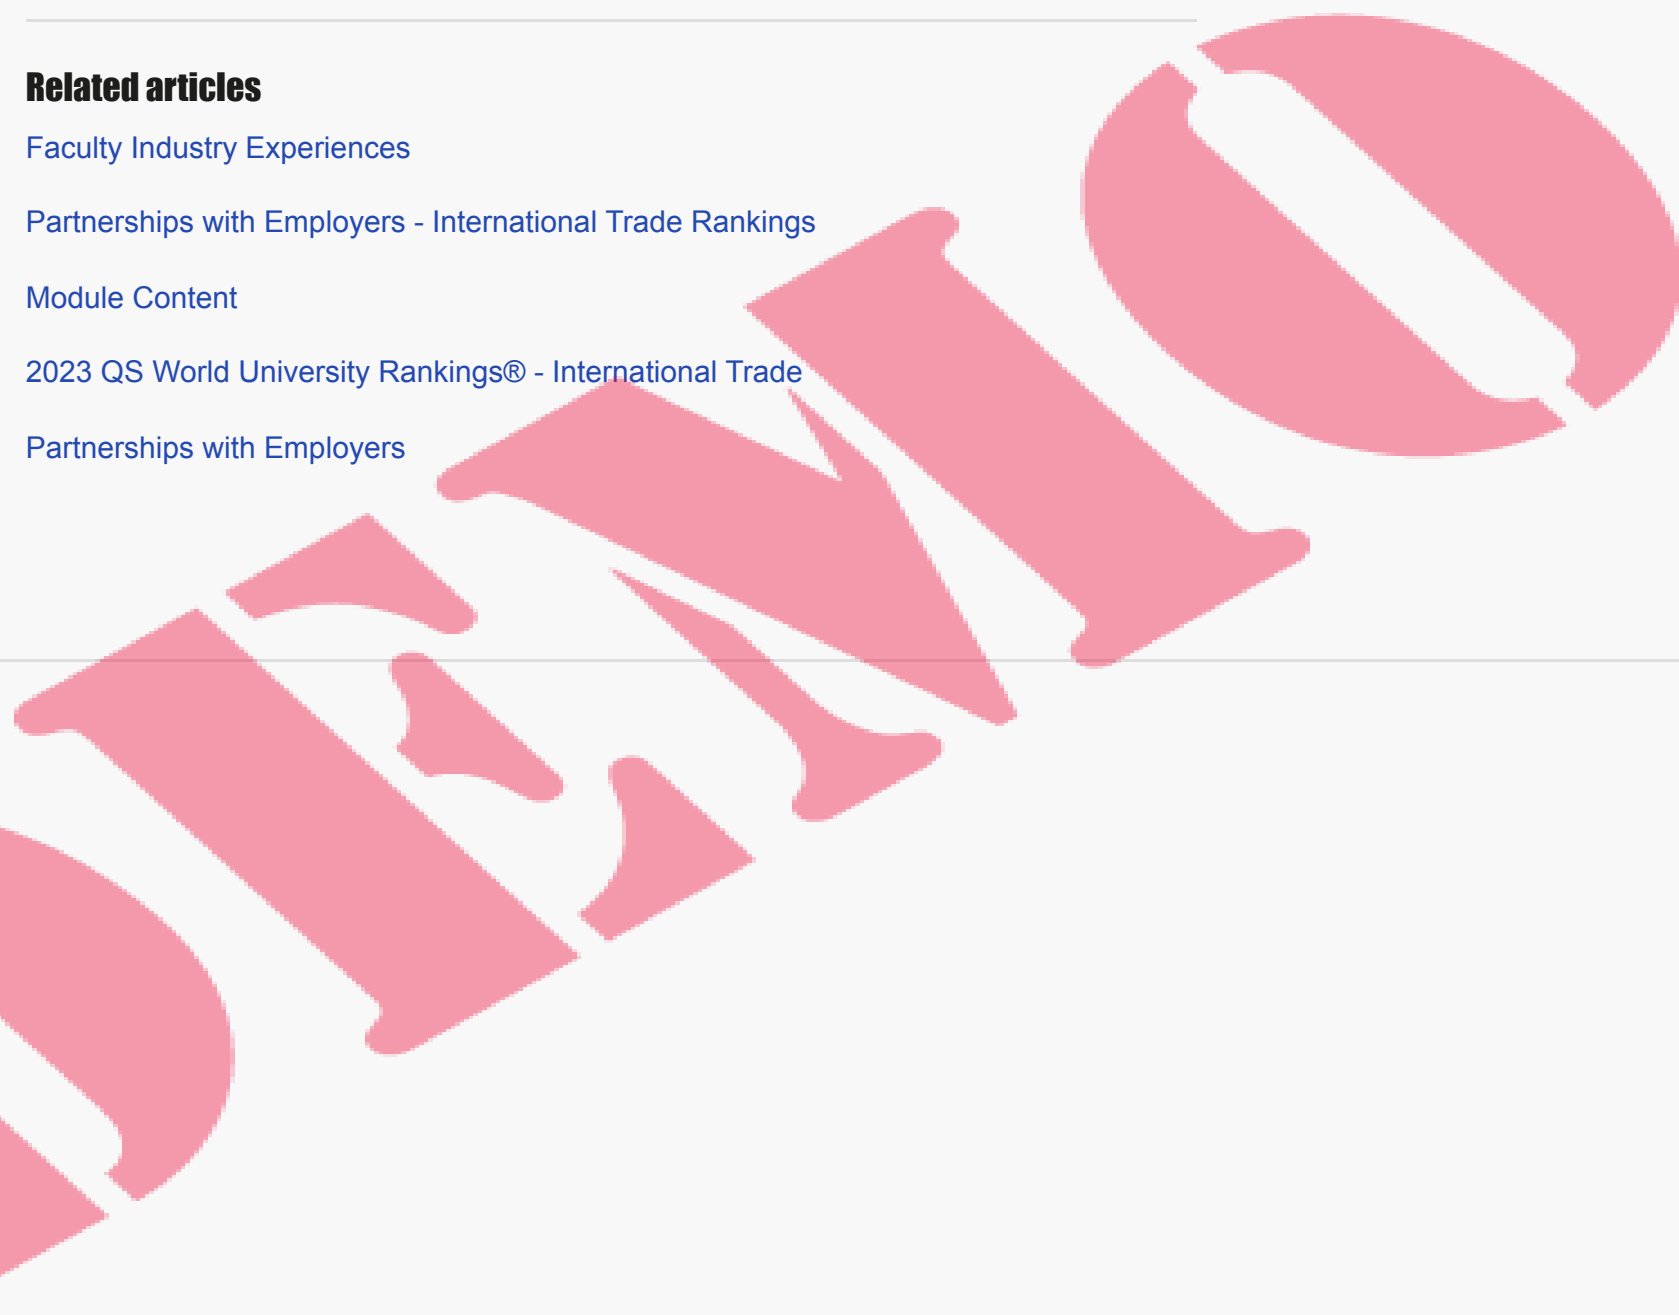 Related articles
Faculty Industry Experiences
Partnerships with Employers - International Trade Rankings
Module Content
2023 QS World University Rankings® - International Trade
Partnerships with Employers
DEMO